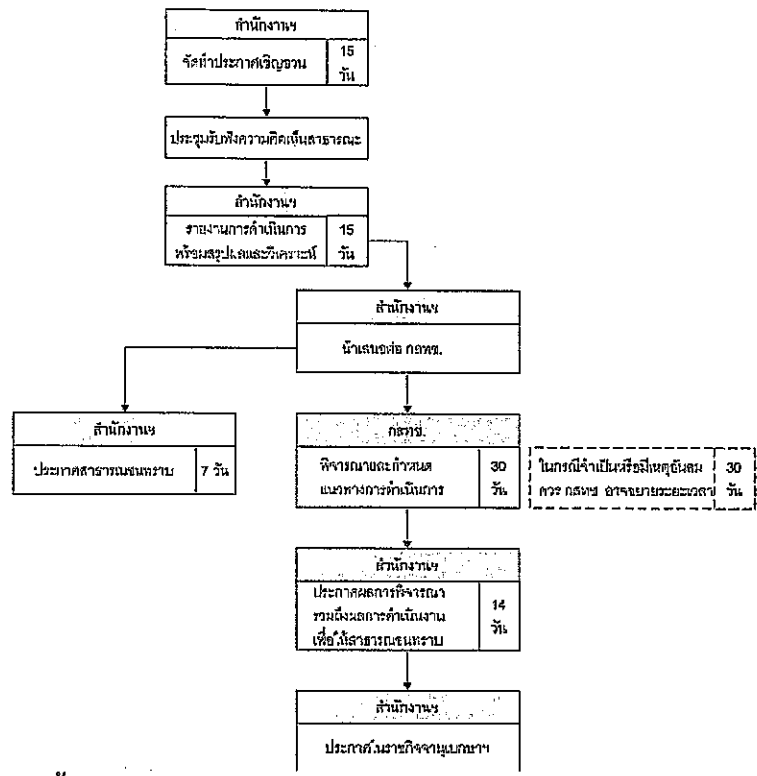 สำนักงานฯ
จัดทำประกาศเชิญชวน
15
วัน
ประชุมรับฟังความคิดเห็นสาธารณะ
สำนักงานฯ
รายงานการดำเนินการ
พร้อมสรุปผลและวิเคราะห์
15
วัน
สำนักงานฯ
นำเสนอต่อ กสทช.
สำนักงานฯ
ประกาศสาธารณชนทราบ
7 วัน
กสทช.
พิจารณาและกำหนด
แนวทางการดำเนินการ
30
วัน
ในกรณีจำเป็นหรือมีเหตุอันสม
ควร กสทช อาจขยายระยะเวลา
30
วัน
สำนักงานฯ
ประกาศผลการพิจารณา
รวมถึงผลการดำเนินงาน
เพื่อให้สาธารณชนทราบ
14
วัน
สำนักงานฯ
ประกาศในราชกิจจานุเบกษาฯ